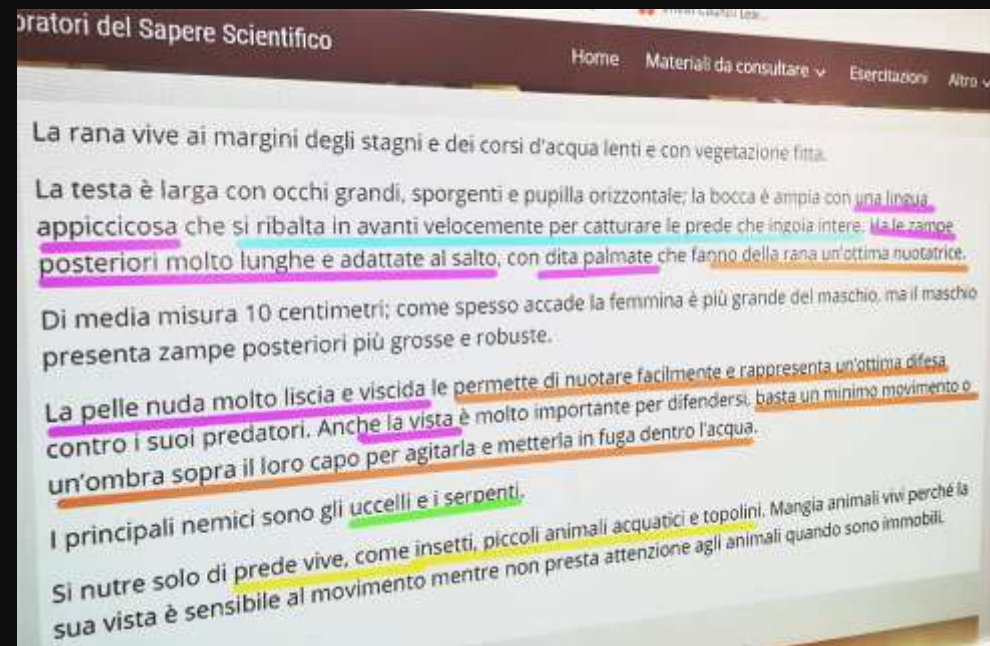 oratori del Sapere Scientifico
Home Materiali da consultare Esercitazioni Altro
La rana vive ai margini degli stagni e dei corsi d'acqua lenti e con vegetazione fitta.
La testa è larga con occhi grandi, sporgenti e pupilla orizzontale; la bocca è ampia con una lingua
appiccicosa che si ribalta in avanti velocemente per catturare le prede che ingoia intere. Ha le zampe
posteriori molto lunghe e adattate al salto, con dita palmate che fanno della rana un'ottima nuotatrice.
Di media misura 10 centimetri; come spesso accade la femmina è più grande del maschio, ma il maschio
presenta zampe posteriori più grosse e robuste.
La pelle nuda molto liscia e viscida le permette di nuotare facilmente e rappresenta un'ottima difesa
contro i suoi predatori. Anche la vista è molto importante per difendersi, basta un minimo movimento o
un'ombra sopra il loro capo per agitarla e metterla in fuga dentro l'acqua.
I principali nemici sono gli uccelli e i serpenti.
Si nutre solo di prede vive, come insetti, piccoli animali acquatici e topolini. Mangia animali vivi perché la
sua vista è sensibile al movimento mentre non presta attenzione agli animali quando sono immobili.